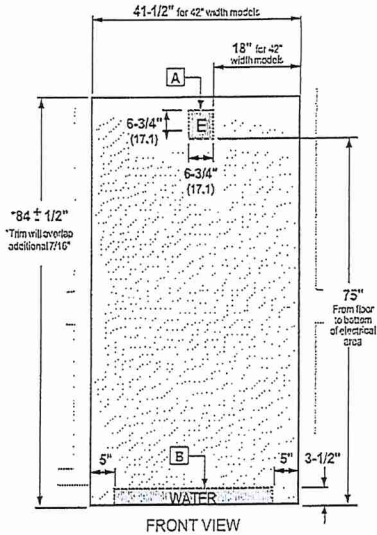 41-1/2" for 42" width models
18" for 42"
width models
A
6-3/4"
(17.1)
E
6-3/4"
(17.1)
*84 ± 1/2"
*Trim will overlap
additional 7/16"
75"
From floor
to bottom
of electrical
area
5"
B
5"
3-1/2"
WATER
FRONT VIEW